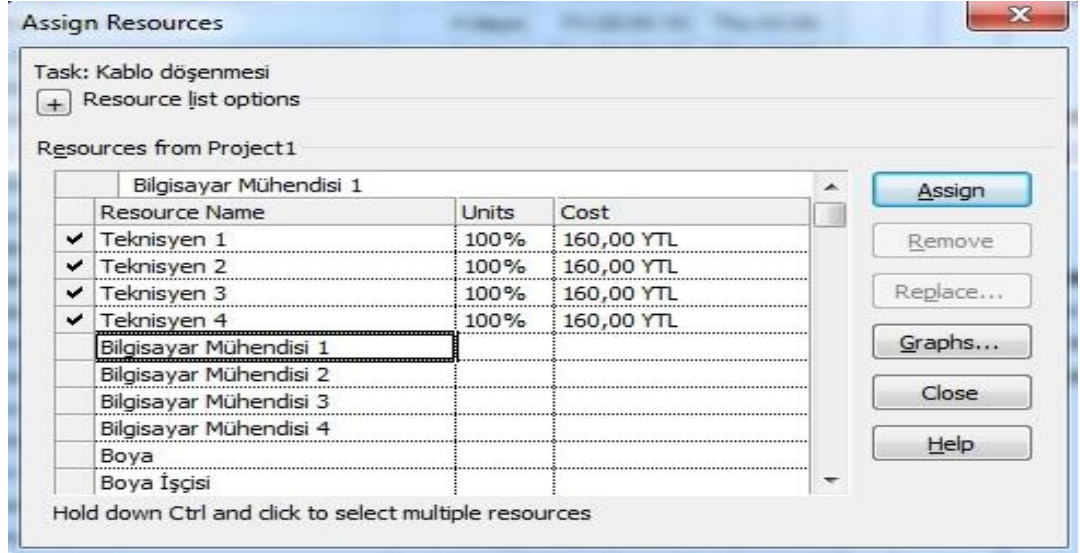 Assign Resources
Task: Kablo döşenmesi
+ Resource list options
Resources from Project1
Bilgisayar Mühendisi 1
Assign
Resource Name Units Cost
✔ Teknisyen 1 100% 160,00 YTL
Remove
✔ Teknisyen 2 100% 160,00 YTL
✔ Teknisyen 3 100% 160,00 YTL
Replace...
✔ Teknisyen 4 100% 160,00 YTL
Bilgisayar Mühendisi 1
Graphs...
Bilgisayar Mühendisi 2
Bilgisayar Mühendisi 3
Close
Bilgisayar Mühendisi 4
Boya
Help
Boya İşçisi
Hold down Ctrl and click to select multiple resources